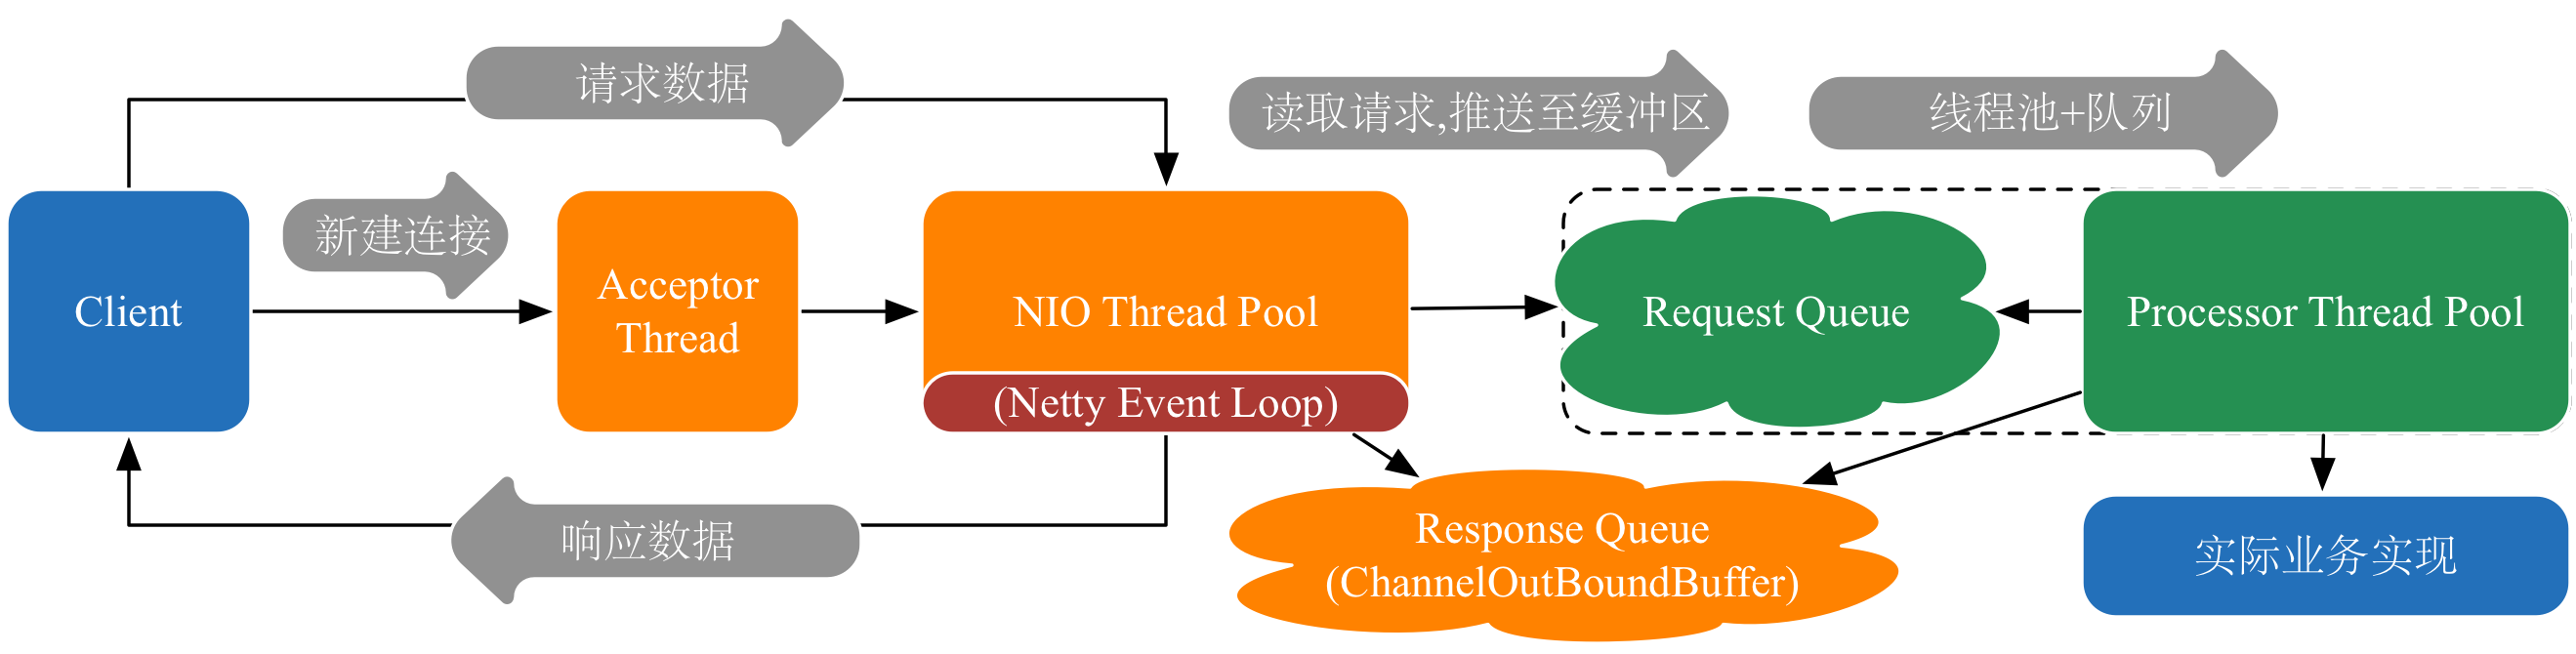 请求数据
读取请求,推送至缓冲区
线程池+队列
新建连接
Client
Acceptor
Thread
NIO Thread Pool
(Netty Event Loop)
Request Queue
Processor Thread Pool
响应数据
Response Queue
(ChannelOutBoundBuffer)
实际业务实现